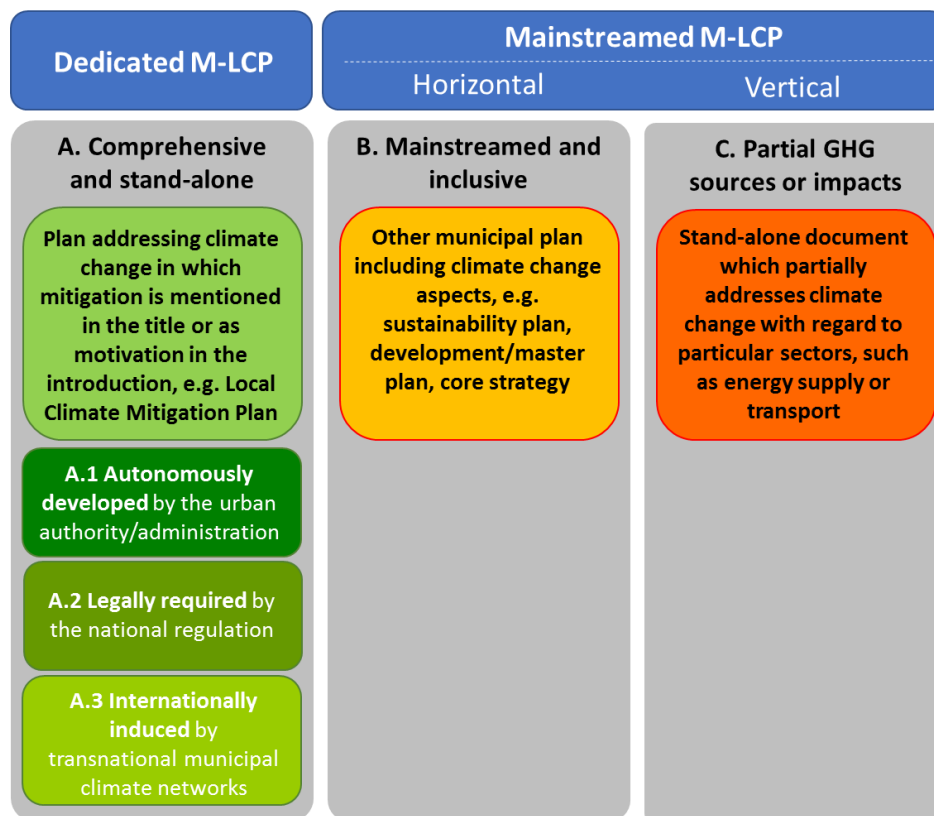 Dedicated M-LCP
Mainstreamed M-LCP
Horizontal
Vertical
A. Comprehensive
and stand-alone
Plan addressing climate
change in which
mitigation is mentioned
in the title or as
motivation in the
introduction, e.g. Local
Climate Mitigation Plan
A.1 Autonomously
developed by the urban
authority/administration
A.2 Legally required by
the national regulation
A.3 Internationally
induced by
transnational municipal
climate networks
B. Mainstreamed and
inclusive
Other municipal plan
including climate change
aspects, e.g.
sustainability plan,
development/master
plan, core strategy
C. Partial GHG
sources or impacts
Stand-alone document
which partially
addresses climate
change with regard to
particular sectors, such
as energy supply or
transport